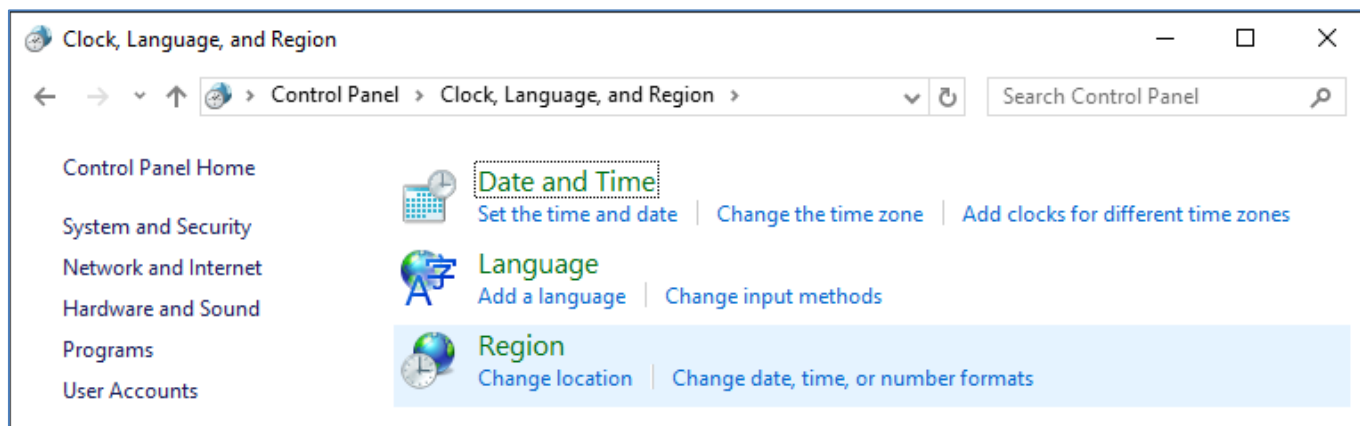 Clock, Language, and Region
Control Panel > Clock, Language, and Region >
Search Control Panel
Control Panel Home
System and Security
Network and Internet
Hardware and Sound
Programs
User Accounts
Date and Time
Set the time and date | Change the time zone | Add clocks for different time zones
字A
Language
Add a language | Change input methods
Region
Change location | Change date, time, or number formats